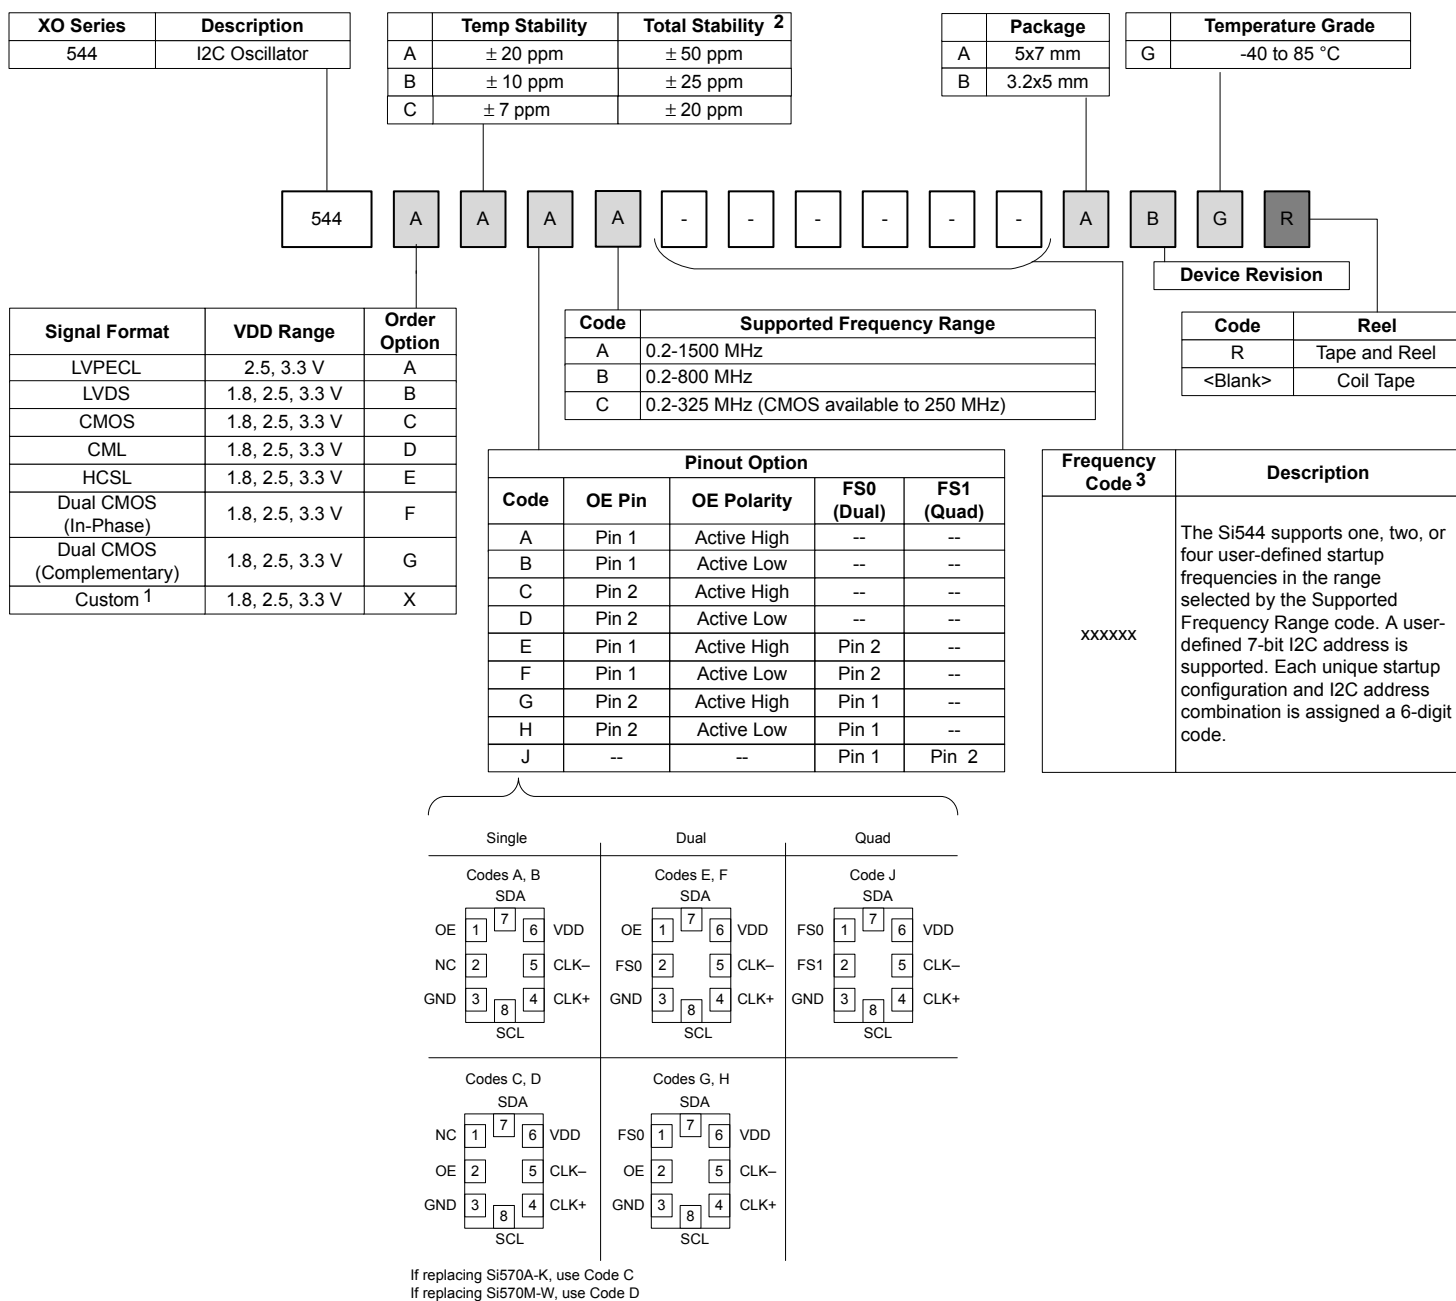 XO Series Description
544 I2C Oscillator
Temp Stability Total Stability 2
A ± 20 ppm ± 50 ppm
B ± 10 ppm ± 25 ppm
C ± 7 ppm ± 20 ppm
Package
A 5x7 mm
B 3.2x5 mm
Temperature Grade
G -40 to 85 °C
544 A A A A - - - - - - A B G R
Device Revision
Signal Format VDD Range Order Option
LVPECL 2.5, 3.3 V A
LVDS 1.8, 2.5, 3.3 V B
CMOS 1.8, 2.5, 3.3 V C
CML 1.8, 2.5, 3.3 V D
HCSL 1.8, 2.5, 3.3 V E
Dual CMOS (In-Phase) 1.8, 2.5, 3.3 V F
Dual CMOS (Complementary) 1.8, 2.5, 3.3 V G
Custom 1 1.8, 2.5, 3.3 V X
Code Supported Frequency Range
A 0.2-1500 MHz
B 0.2-800 MHz
C 0.2-325 MHz (CMOS available to 250 MHz)
Code Reel
R Tape and Reel
<Blank> Coil Tape
Pinout Option
Code OE Pin OE Polarity FS0 (Dual) FS1 (Quad)
A Pin 1 Active High -- --
B Pin 1 Active Low -- --
C Pin 2 Active High -- --
D Pin 2 Active Low -- --
E Pin 1 Active High Pin 2 --
F Pin 1 Active Low Pin 2 --
G Pin 2 Active High Pin 1 --
H Pin 2 Active Low Pin 1 --
J -- -- Pin 1 Pin 2
Frequency Code 3 Description
xxxxxx
The Si544 supports one, two, or
four user-defined startup
frequencies in the range
selected by the Supported
Frequency Range code. A user-
defined 7-bit I2C address is
supported. Each unique startup
configuration and I2C address
combination is assigned a 6-digit
code.
Single Dual Quad
Codes A, B
SDA
7
OE 1 6 VDD
NC 2 5 CLK–
GND 3 4 CLK+
8
SCL
Codes E, F
SDA
7
OE 1 6 VDD
FS0 2 5 CLK–
GND 3 4 CLK+
8
SCL
Code J
SDA
7
FS0 1 6 VDD
FS1 2 5 CLK–
GND 3 4 CLK+
8
SCL
Codes C, D
SDA
7
NC 1 6 VDD
OE 2 5 CLK–
GND 3 4 CLK+
8
SCL
Codes G, H
SDA
7
FS0 1 6 VDD
OE 2 5 CLK–
GND 3 4 CLK+
8
SCL
If replacing Si570A-K, use Code C
If replacing Si570M-W, use Code D